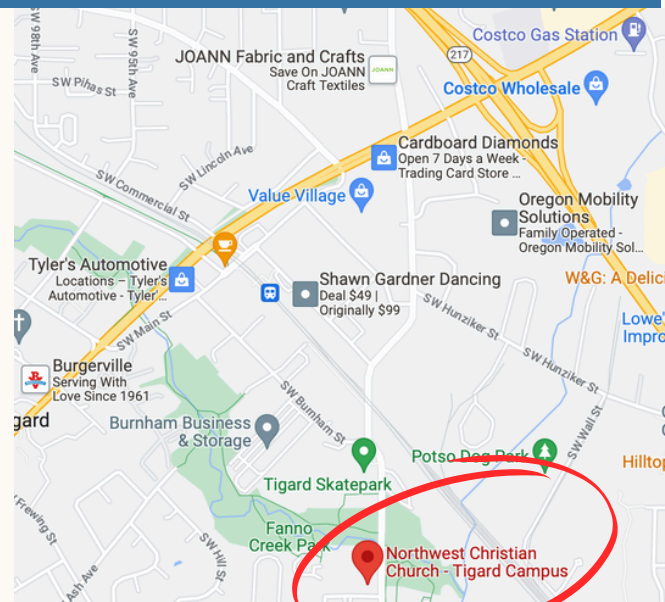 Costco Gas Station
SW 98th Ave
SW 95th Ave
217
JOANN Fabric and Crafts
Save On JOANN
Craft Textiles
JOANN
SW Pihas St
Costco Wholesale
Cardboard Diamonds
Open 7 Days a Week -
Trading Card Store ...
SW Lincoln Ave
SW Commercial St
Value Village
Oregon Mobility
Solutions
Family Operated -
Oregon Mobility Sol...
Tyler's Automotive
Locations – Tyler's
Automotive - Tyler ...
W&G: A Delici
Shawn Gardner Dancing
Deal $49 |
Originally $99
SW Hunziker St
Lowe'
Impro
SW Main St
SW Hunziker St
Burgerville
Serving With
Love Since 1961
gard
SW Burnham St
SW Wall St
Burnham Business
& Storage
Potso Dog Park
Hilltop
Tigard Skatepark
Frewing St
Fanno
Creek Park
SW Hill St
Northwest Christian
Church - Tigard Campus
Ash Ave